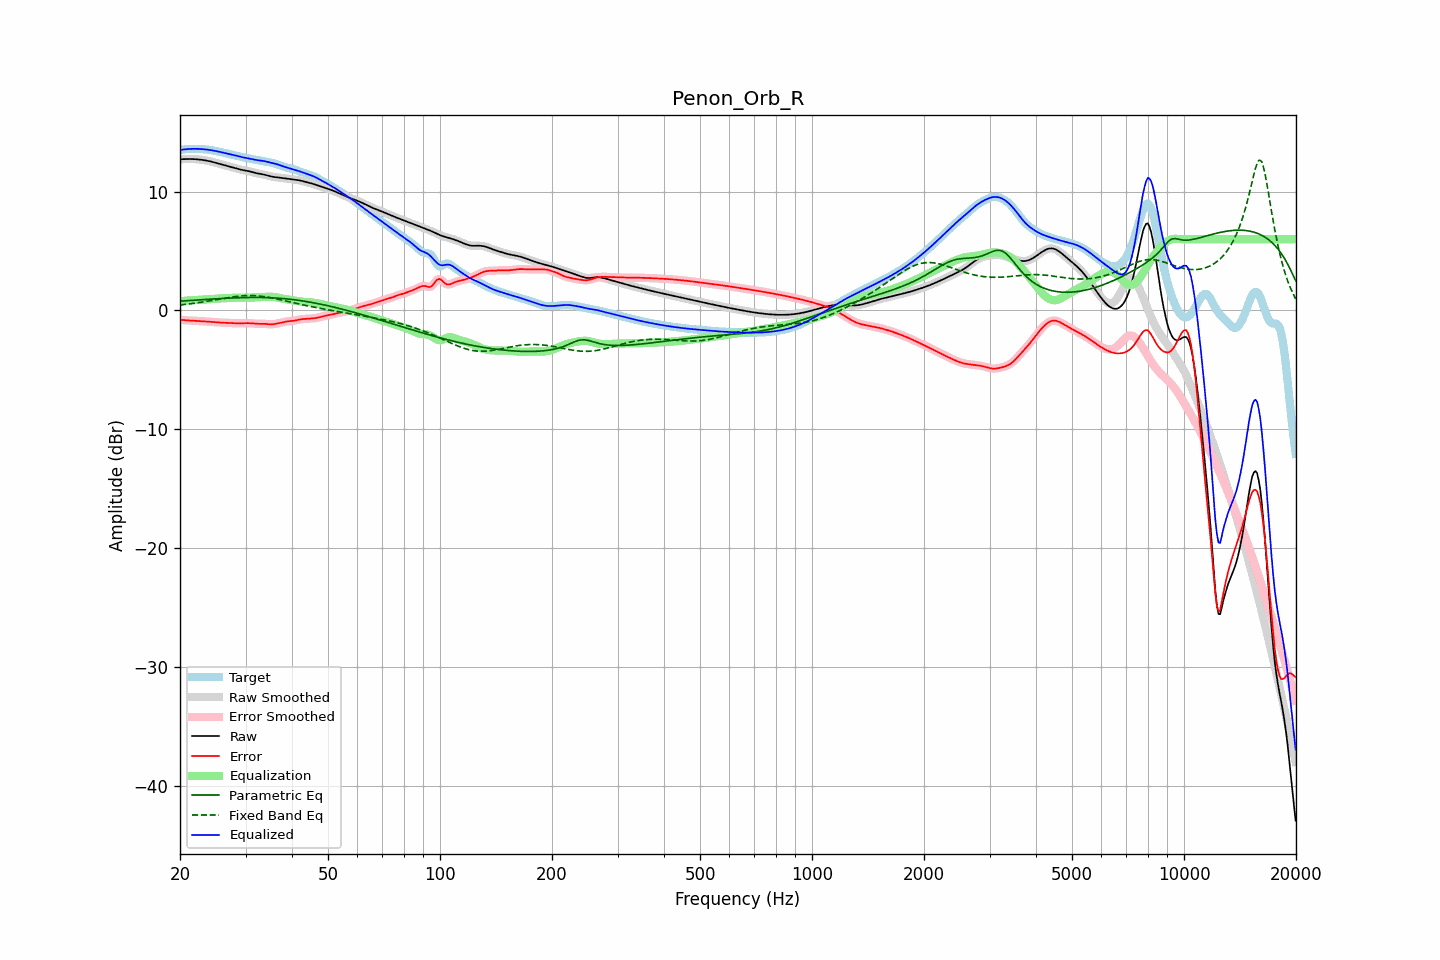 Penon_Orb_R
Amplitude (dBr)
10
0
−10
−20
−30
−40
Target
Raw Smoothed
Error Smoothed
Raw
Error
Equalization
Parametric Eq
Fixed Band Eq
Equalized
20 50 100 200 500 1000 2000 5000 10000 20000
Frequency (Hz)